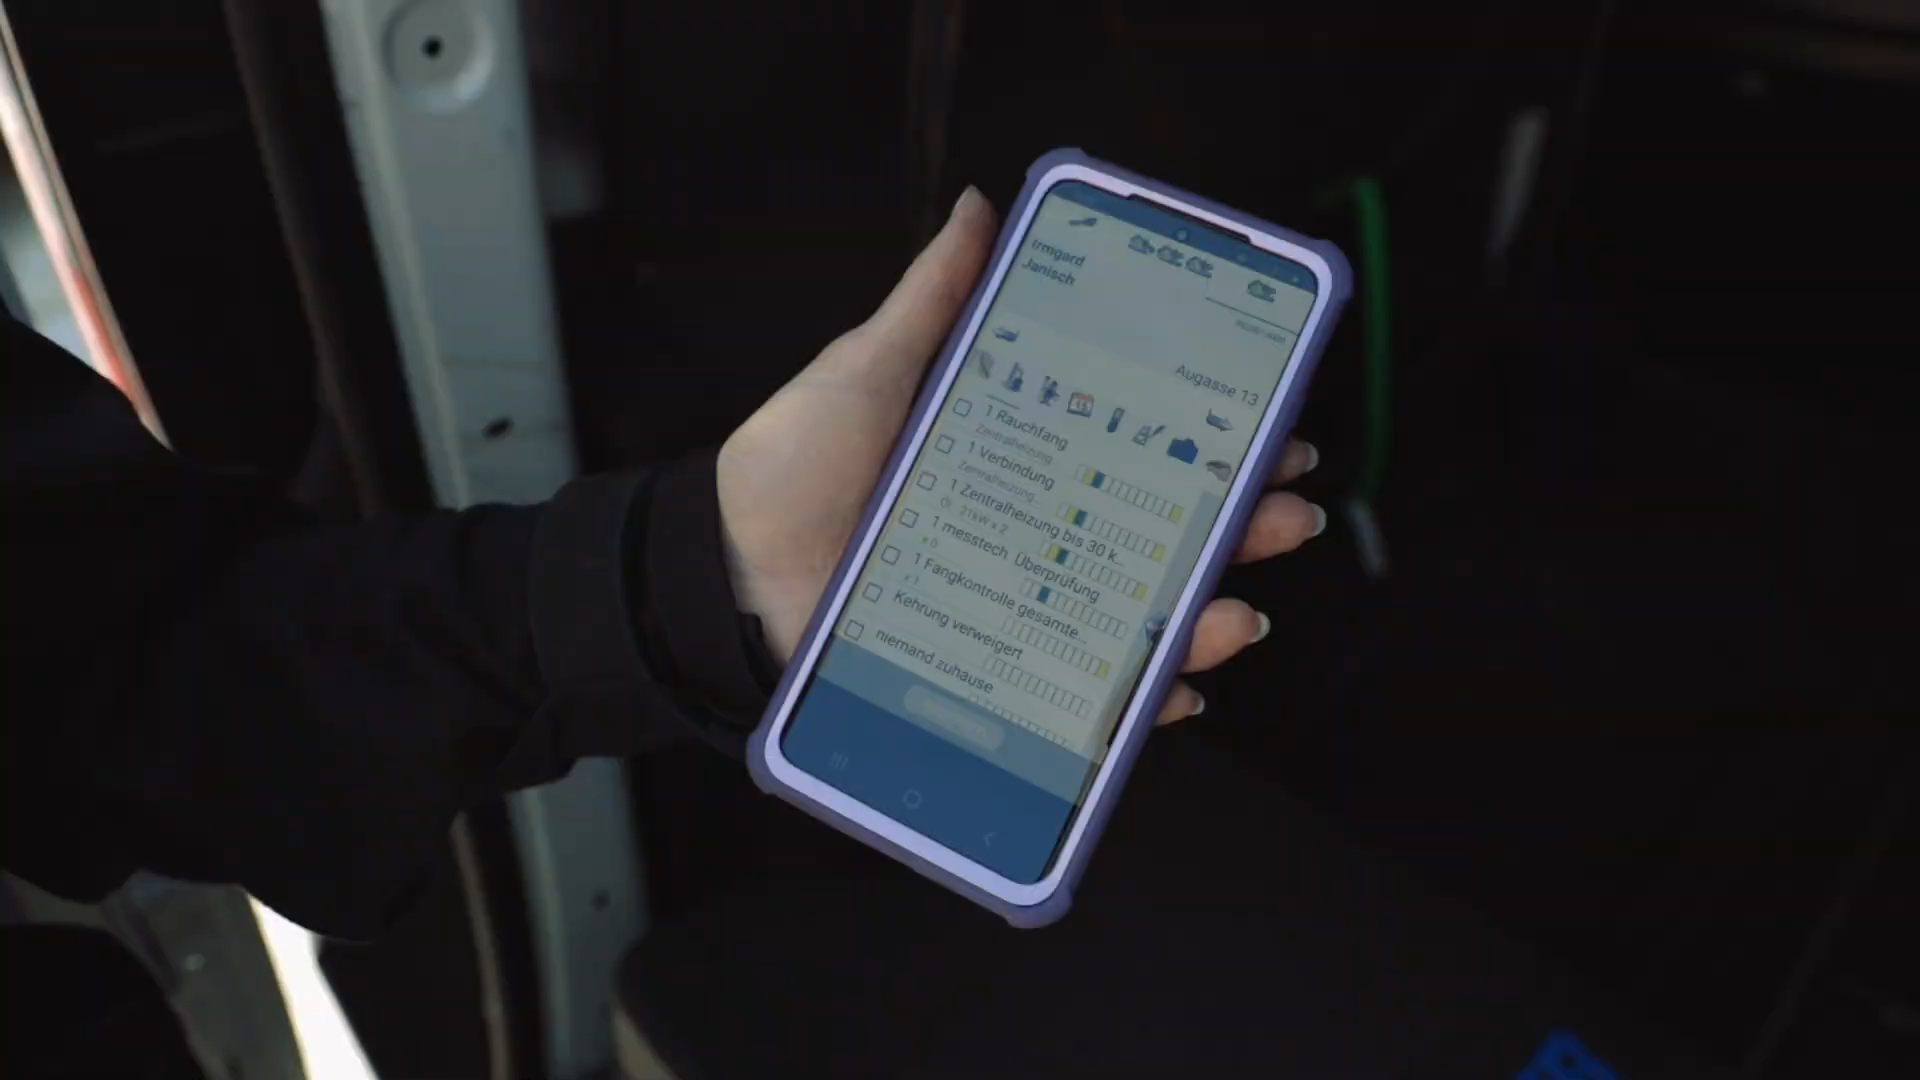 Irmgard
Janisch
Augasse 13
1 Rauchfang
Zentralheizung
1 Verbindung
Zentralheizung
1 Zentralheizung bis 30 k...
21kW x 2
1 messtech. Überprüfung
x 0
1 Fangkontrolle gesamte...
Kehrung verweigert
niemand zuhause